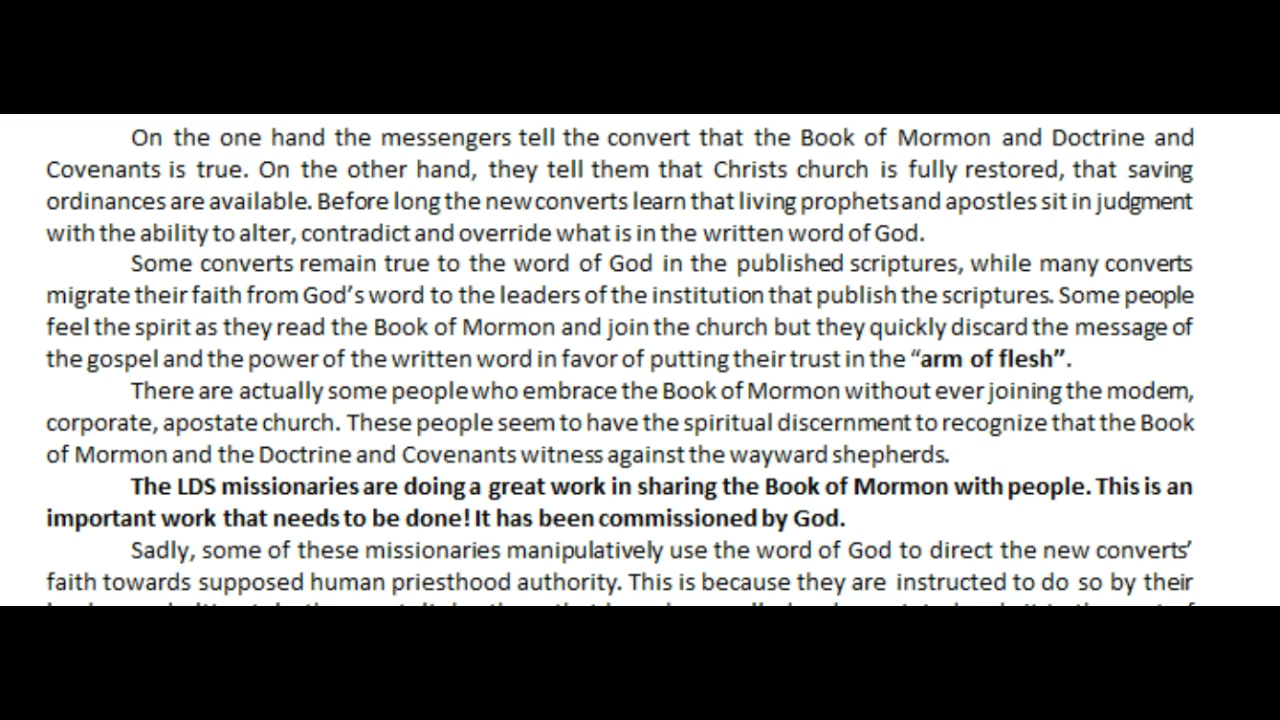 On the one hand the messengers tell the convert that the Book of Mormon and Doctrine and
Covenants is true. On the other hand, they tell them that Christs church is fully restored, that saving
ordinances are available. Before long the new converts learn that living prophets and apostles sit in judgment
with the ability to alter, contradict and override what is in the written word of God.
Some converts remain true to the word of God in the published scriptures, while many converts
migrate their faith from God's word to the leaders of the institution that publish the scriptures. Some people
feel the spirit as they read the Book of Mormon and join the church but they quickly discard the message of
the gospel and the power of the written word in favor of putting their trust in the “arm of flesh”.
There are actually some people who embrace the Book of Mormon without ever joining the modern,
corporate, apostate church. These people seem to have the spiritual discernment to recognize that the Book
of Mormon and the Doctrine and Covenants witness against the wayward shepherds.
The LDS missionaries are doing a great work in sharing the Book of Mormon with people. This is an
important work that needs to be done! It has been commissioned by God.
Sadly, some of these missionaries manipulatively use the word of God to direct the new converts’
faith towards supposed human priesthood authority. This is because they are instructed to do so by their